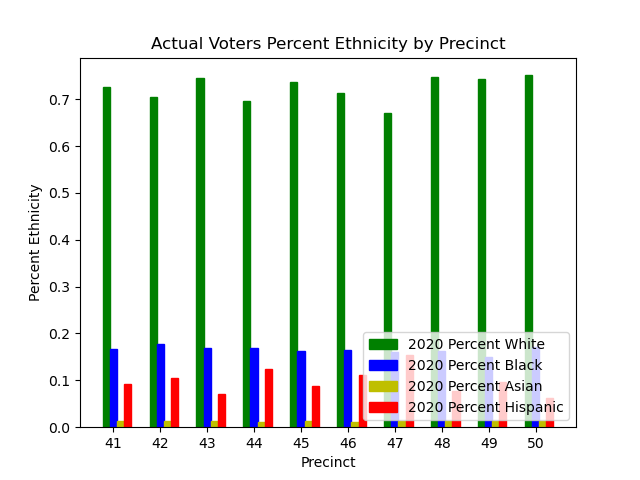 Actual Voters Percent Ethnicity by Precinct
Percent Ethnicity
0.7
0.6
0.5
0.4
0.3
0.2
0.1
0.0
2020 Percent White
2020 Percent Black
2020 Percent Asian
2020 Percent Hispanic
41 42 43 44 45 46 47 48 49 50
Precinct